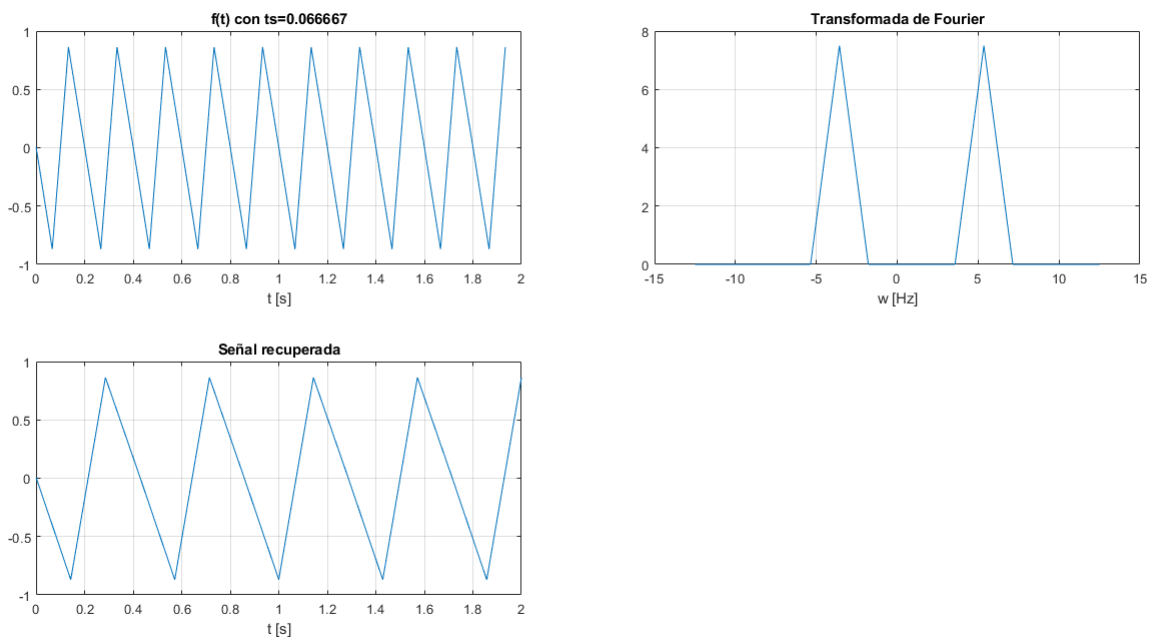 f(t) con ts=0.066667
1
0.5
0
-0.5
-1
0 0.2 0.4 0.6 0.8 1 1.2 1.4 1.6 1.8 2
t [s]
Transformada de Fourier
8
6
4
2
0
-15 -10 -5 0 5 10 15
w [Hz]
Señal recuperada
1
0.5
0
-0.5
-1
0 0.2 0.4 0.6 0.8 1 1.2 1.4 1.6 1.8 2
t [s]